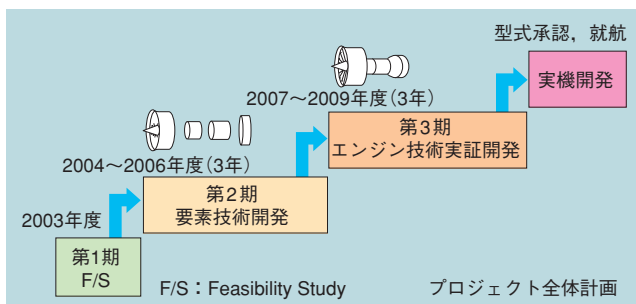 型式承認，就航
実機開発
2007～2009年度(3年)
第3期
エンジン技術実証開発
2004～2006年度(3年)
第2期
要素技術開発
2003年度
第1期
F/S
F/S：Feasibility Study
プロジェクト全体計画